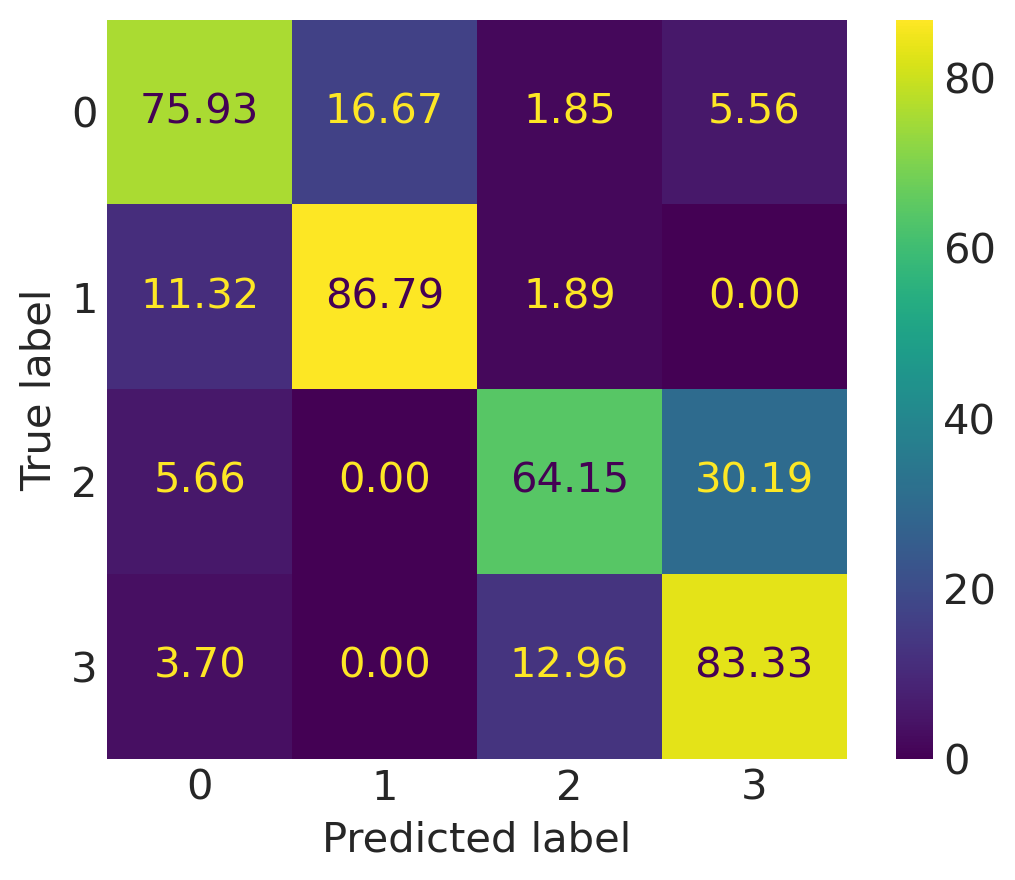 80
0 75.93 16.67 1.85 5.56
60
1 11.32 86.79 1.89 0.00
40
2 5.66 0.00 64.15 30.19
20
3 3.70 0.00 12.96 83.33
0
0 1 2 3
Predicted label
True label